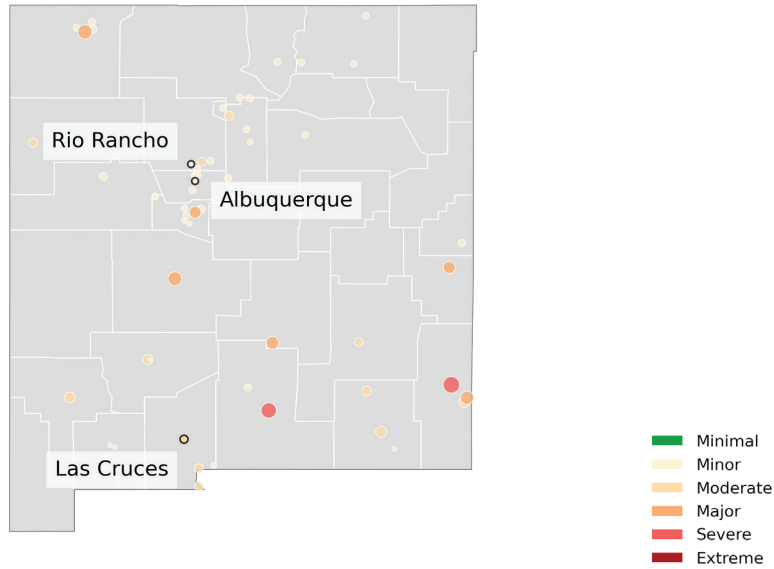 Rio Rancho
Albuquerque
Las Cruces
Minimal
Minor
Moderate
Major
Severe
Extreme